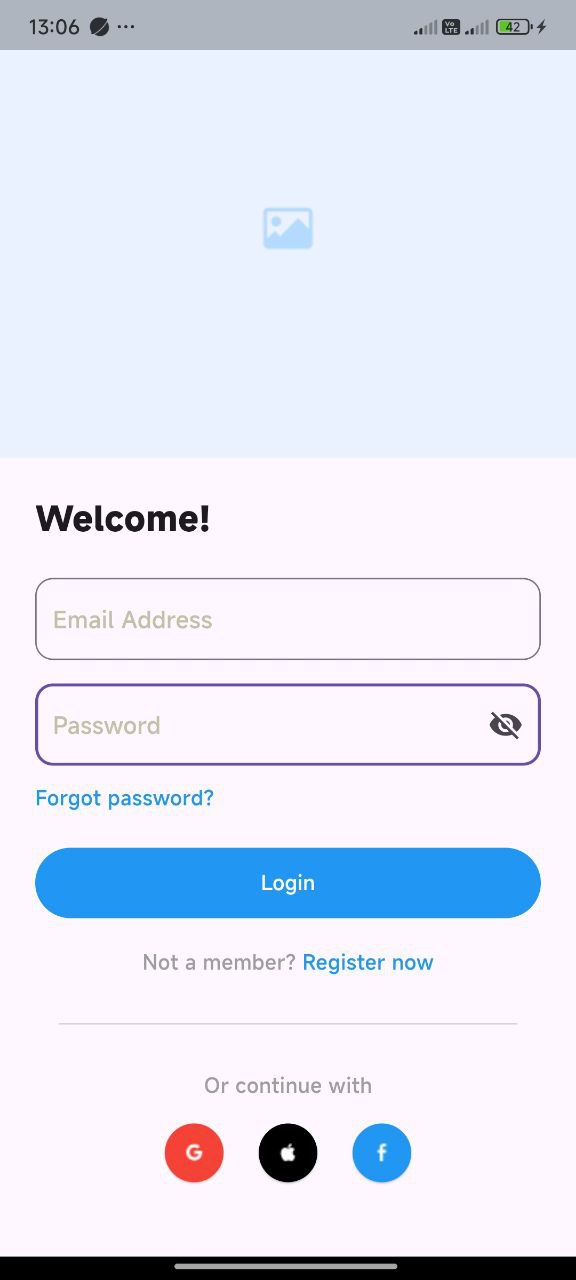 13:06 ... Vo LTE 42
Welcome!
Email Address
Password
Forgot password?
Login
Not a member? Register now
Or continue with
G f